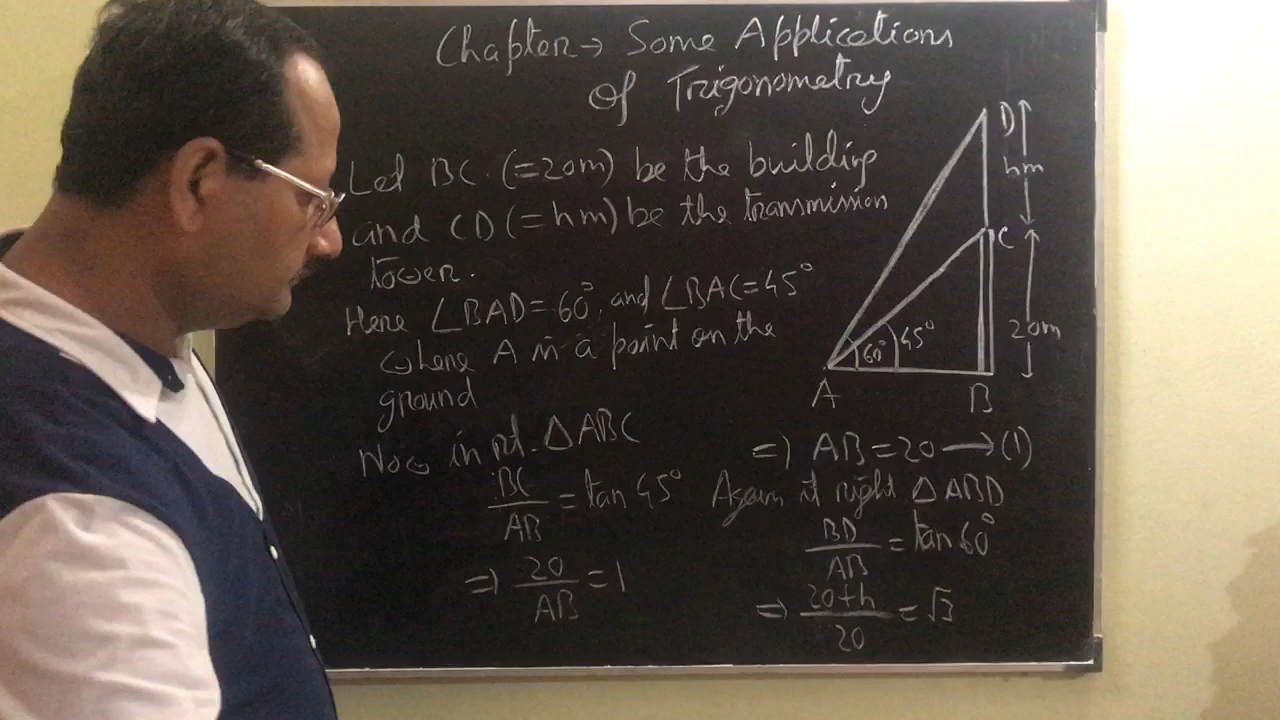 Chapter → Some Applications
of Trigonometry
Let BC (=20m) be the building
and CD (=hm) be the transmission
tower.
Here ∠BAD = 60°, and ∠BAC = 45°
where A is a point on the
ground
Now in rt. △ABC
BC/AB = tan 45°
⇒ 20/AB = 1
D
hm
C
20m
60° 45°
A B
⇒ AB = 20 → (1)
Again it right △ABD
BD/AB = tan 60°
⇒ 20+h/20 = √3